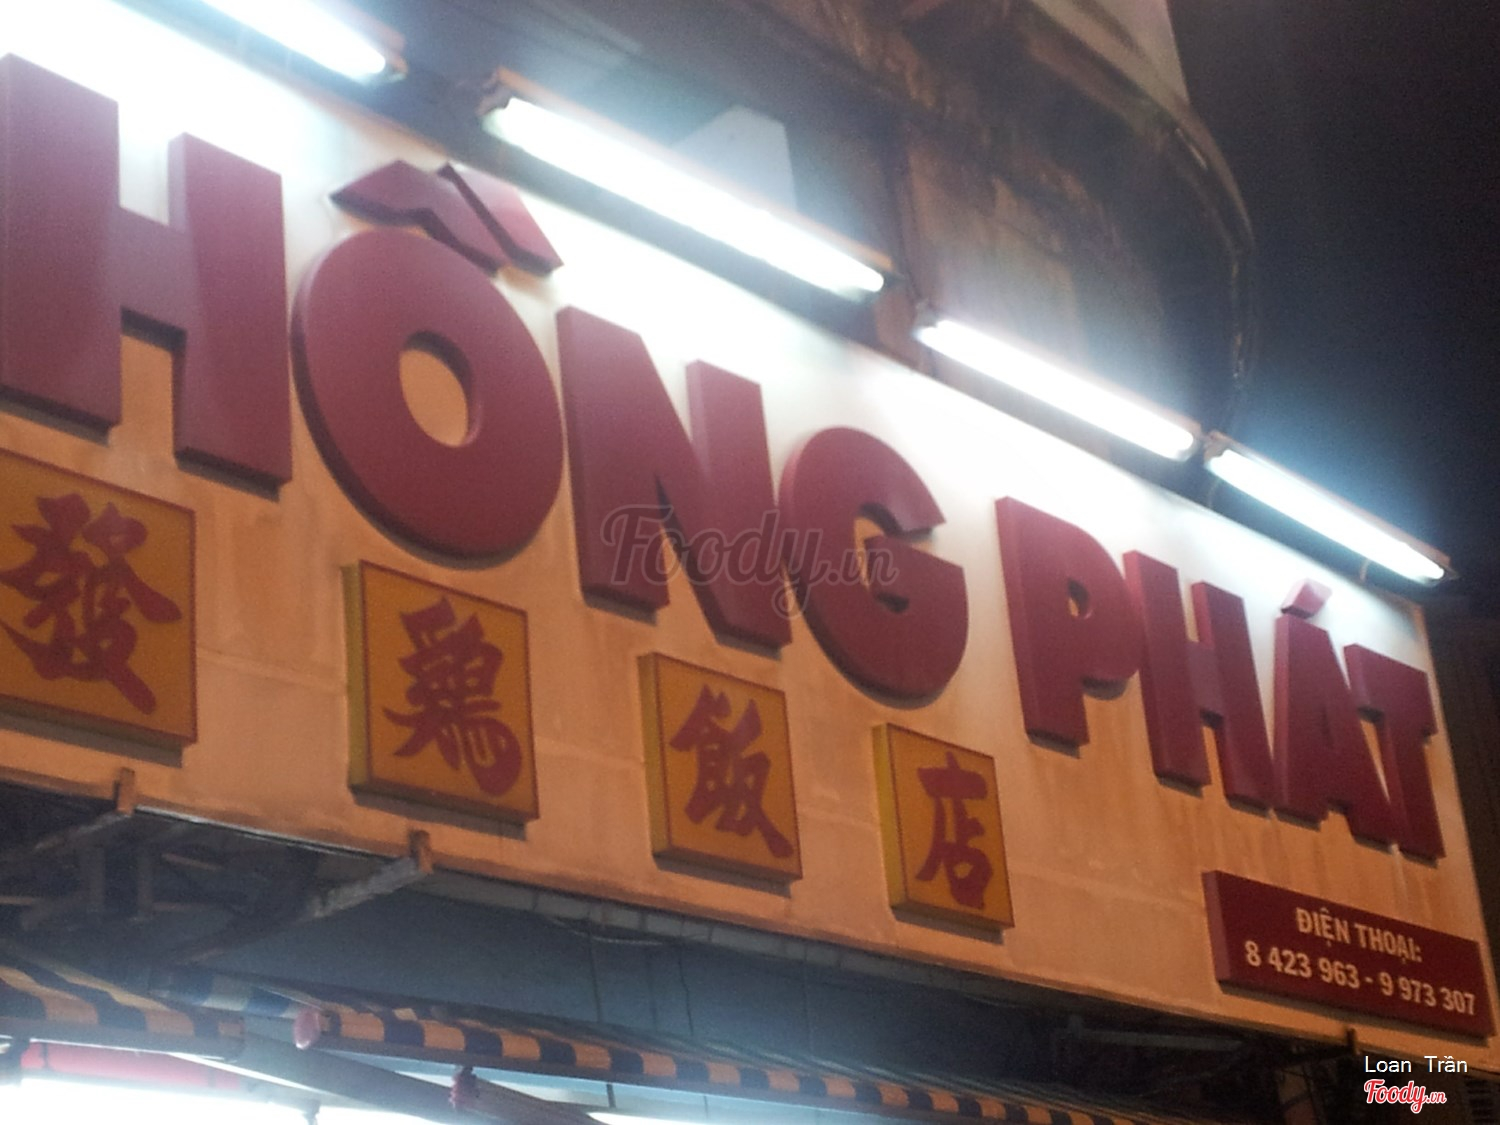 HỒNG PHÁT
發 鷄 飯 店
ĐIỆN THOẠI:
8 423 963 - 9 973 307
Foody.vn
Loan Trần
Foody.vn